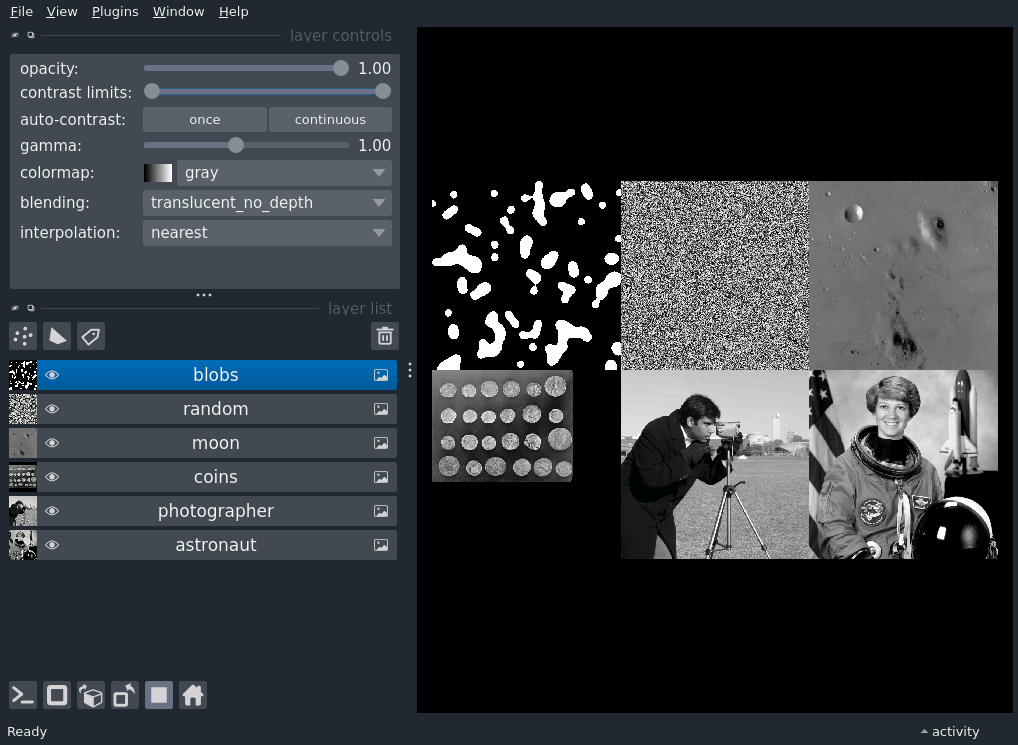 File View Plugins Window Help
layer controls
opacity: 1.00
contrast limits:
auto-contrast: once continuous
gamma: 1.00
colormap: gray
blending: translucent_no_depth
interpolation: nearest
layer list
blobs
random
moon
coins
photographer
astronaut
Ready activity